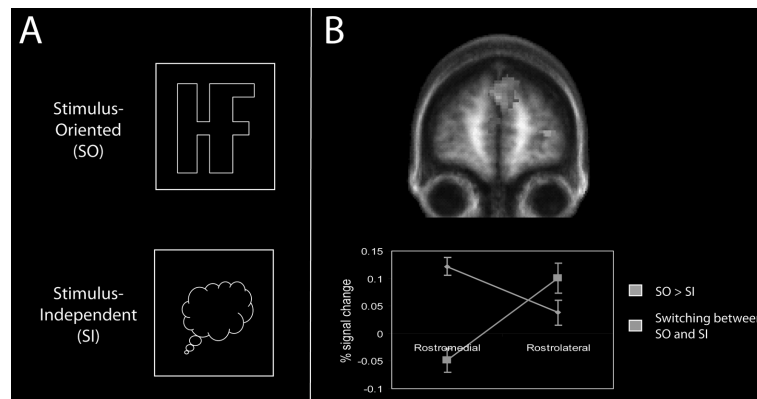 A
Stimulus-
Oriented
(SO)
HF
Stimulus-
Independent
(SI)
B
0.15
0.1
0.05
0
-0.05
-0.1
% signal change
Rostromedial
Rostrolateral
SO > SI
Switching between
SO and SI